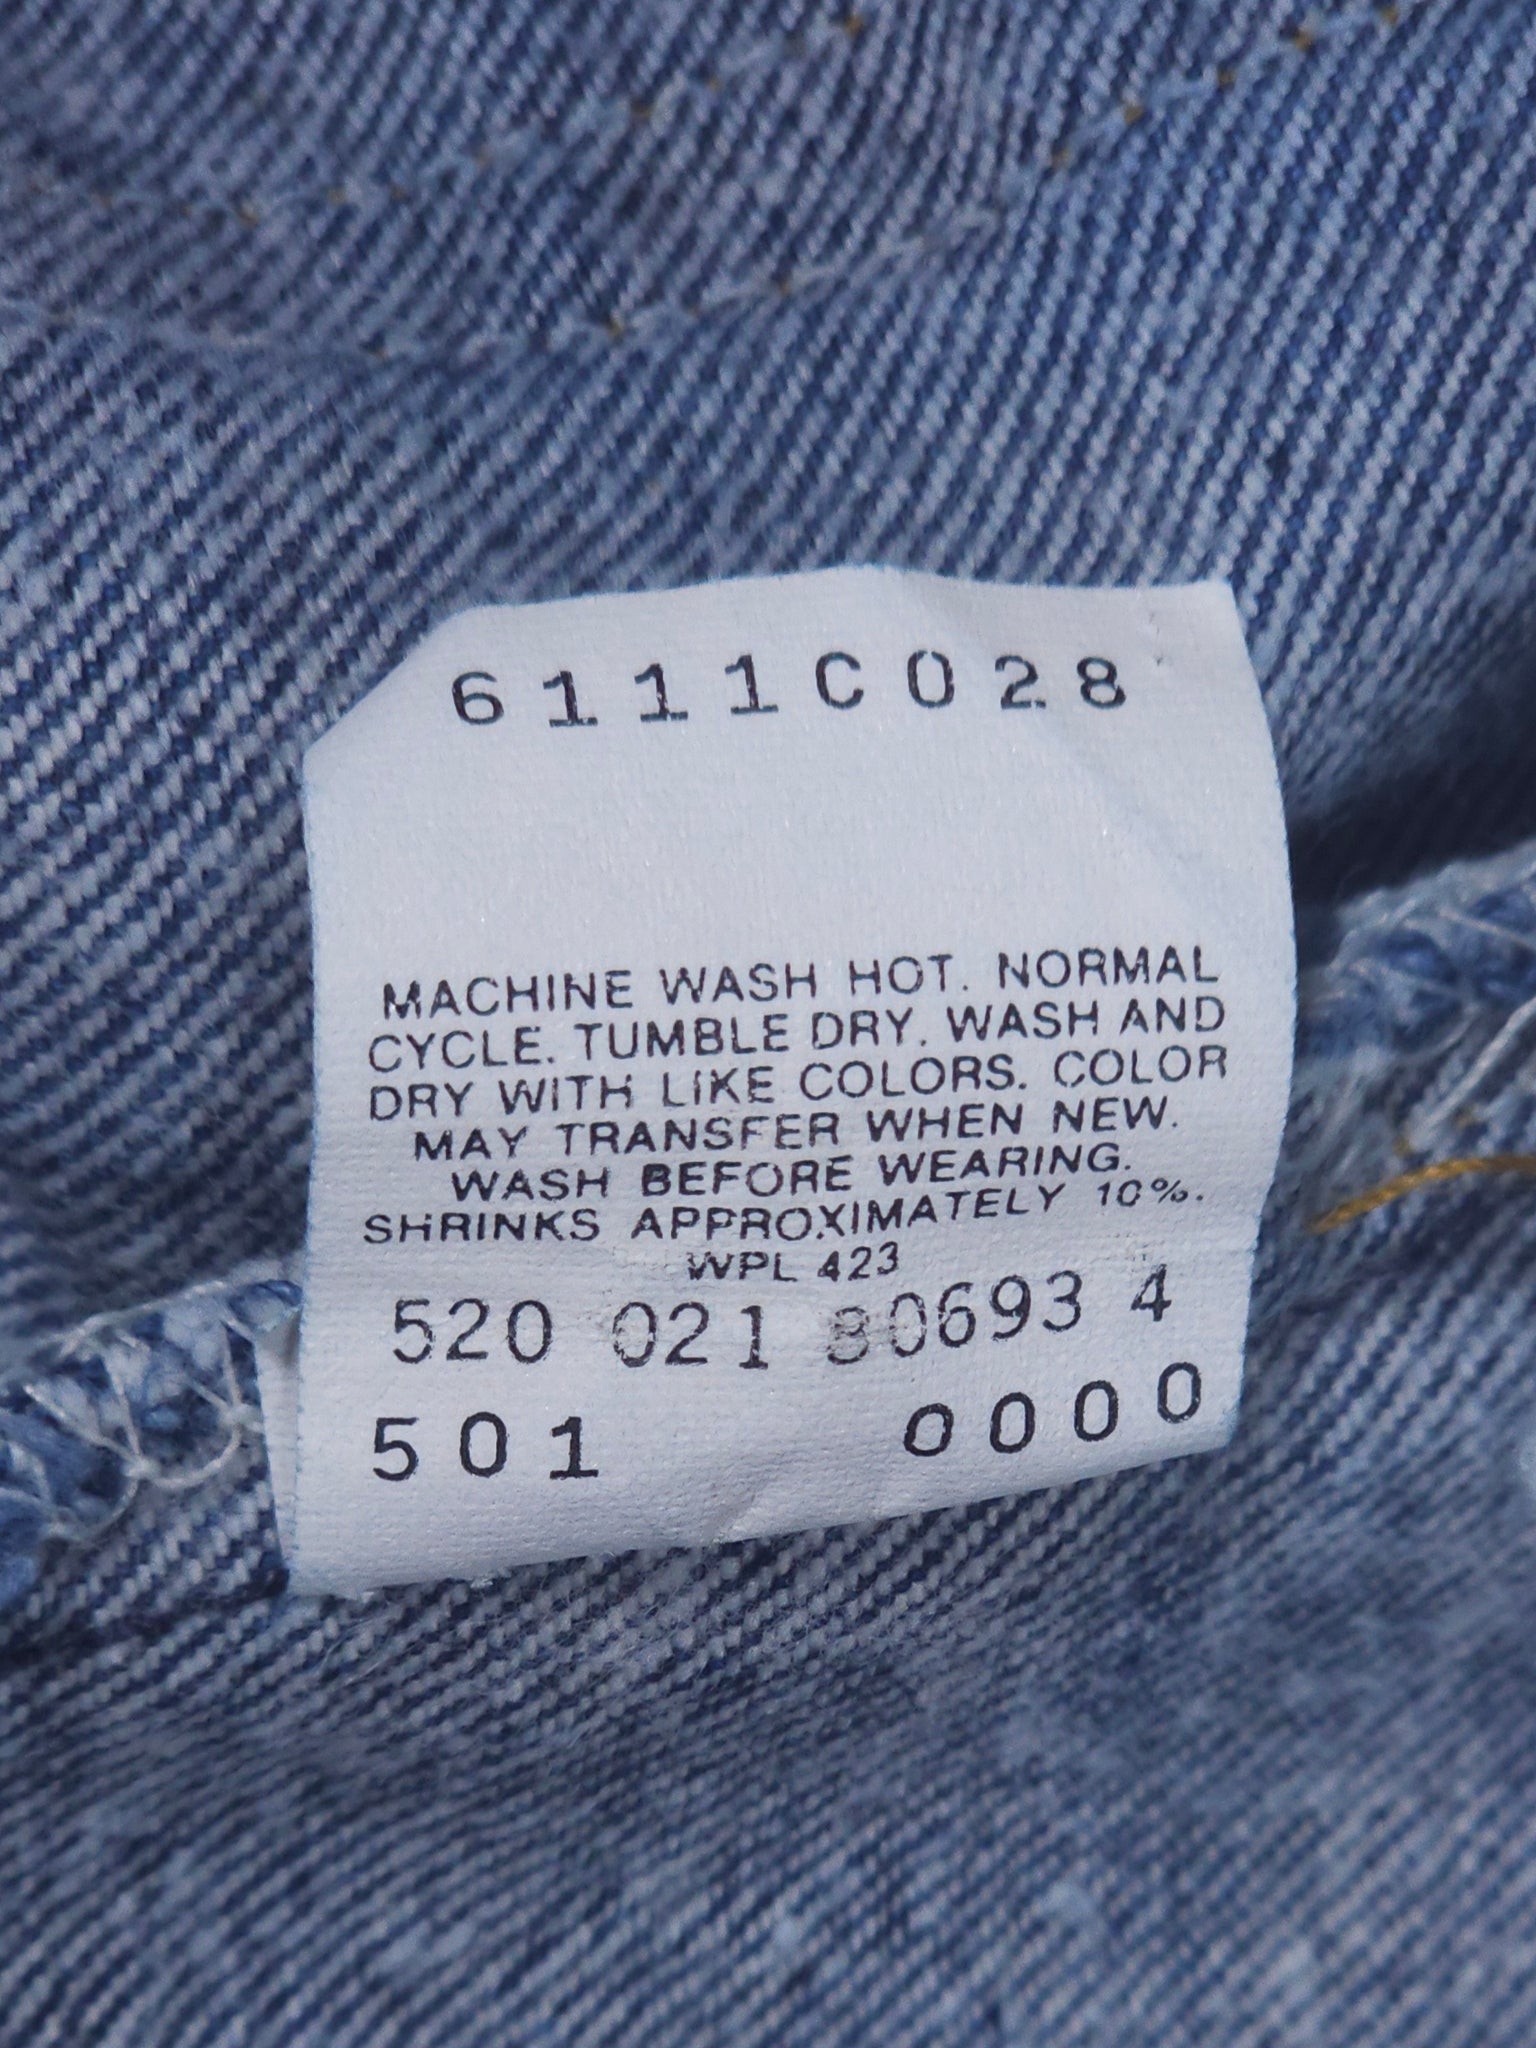 6111C028
MACHINE WASH HOT. NORMAL
CYCLE. TUMBLE DRY. WASH AND
DRY WITH LIKE COLORS. COLOR
MAY TRANSFER WHEN NEW.
WASH BEFORE WEARING.
SHRINKS APPROXIMATELY 10%.
WPL 423
520 021 80693 4
501 0000